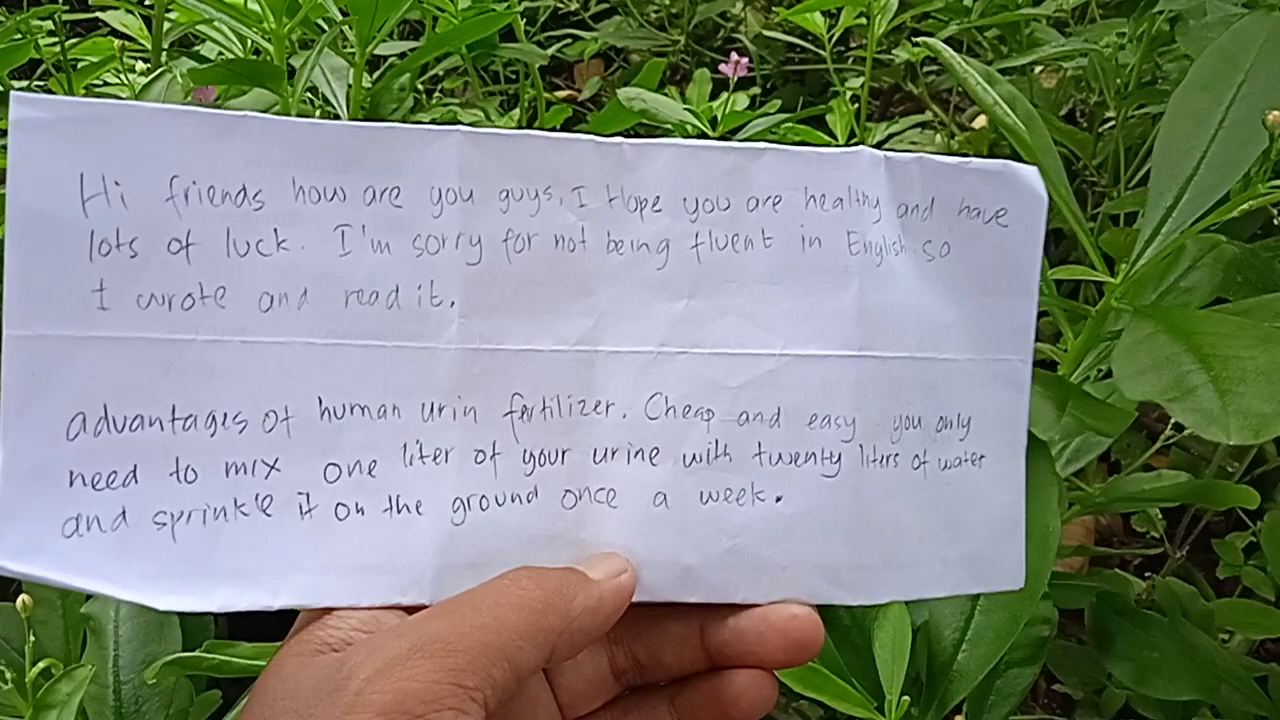 Hi friends how are you guys, I Hope you are healthy and have
lots of luck. I'm sorry for not being fluent in English. so
I wrote and read it.
advantages of human urin fertilizer. Cheap and easy you only
need to mix one liter of your urine with twenty liters of water
and sprinkle it on the ground once a week.